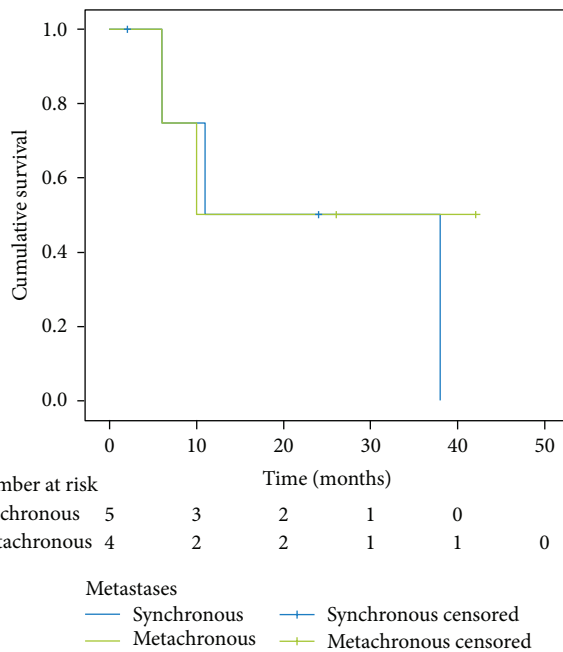 1.0
0.8
0.6
0.4
0.2
0.0
Cumulative survival
0 10 20 30 40 50
Time (months)
mber at risk
chronous 5 3 2 1 0
tachronous 4 2 2 1 1 0
Metastases
Synchronous Synchronous censored
Metachronous Metachronous censored